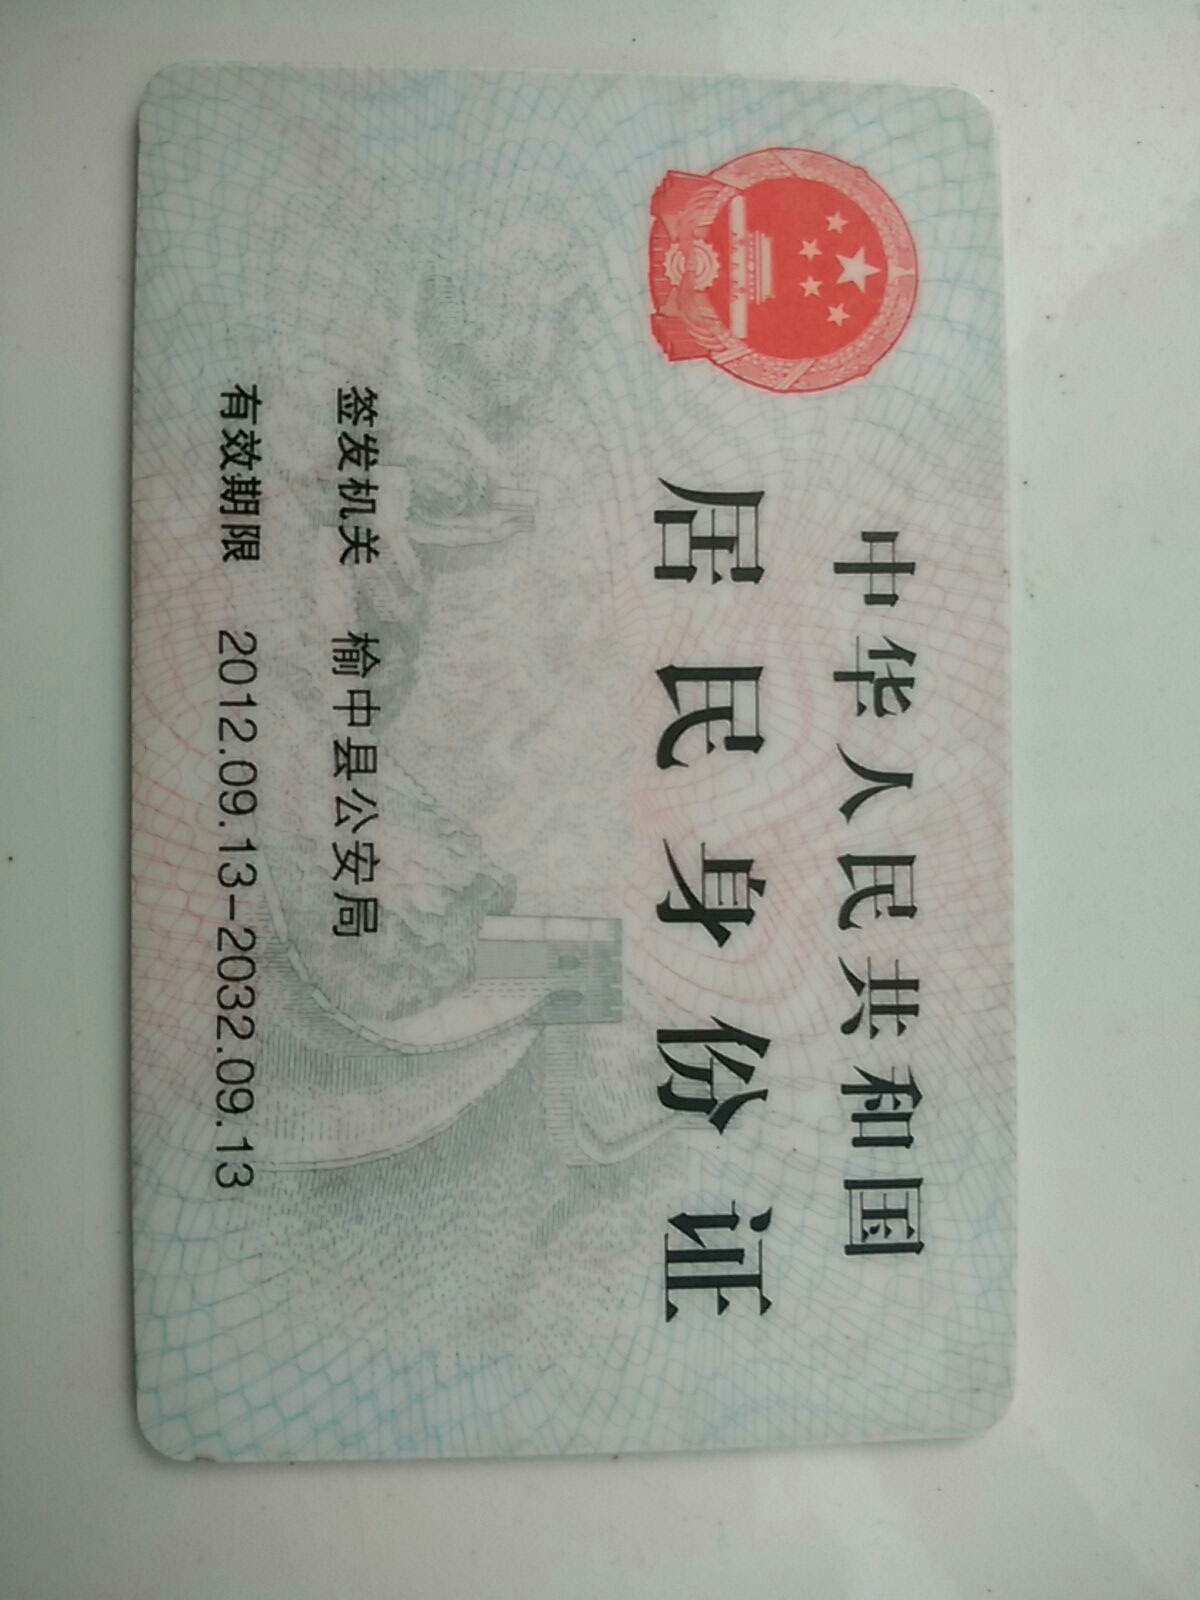 中华人民共和国
居民身份证
签发机关 榆中县公安局
有效期限 2012.09.13-2032.09.13